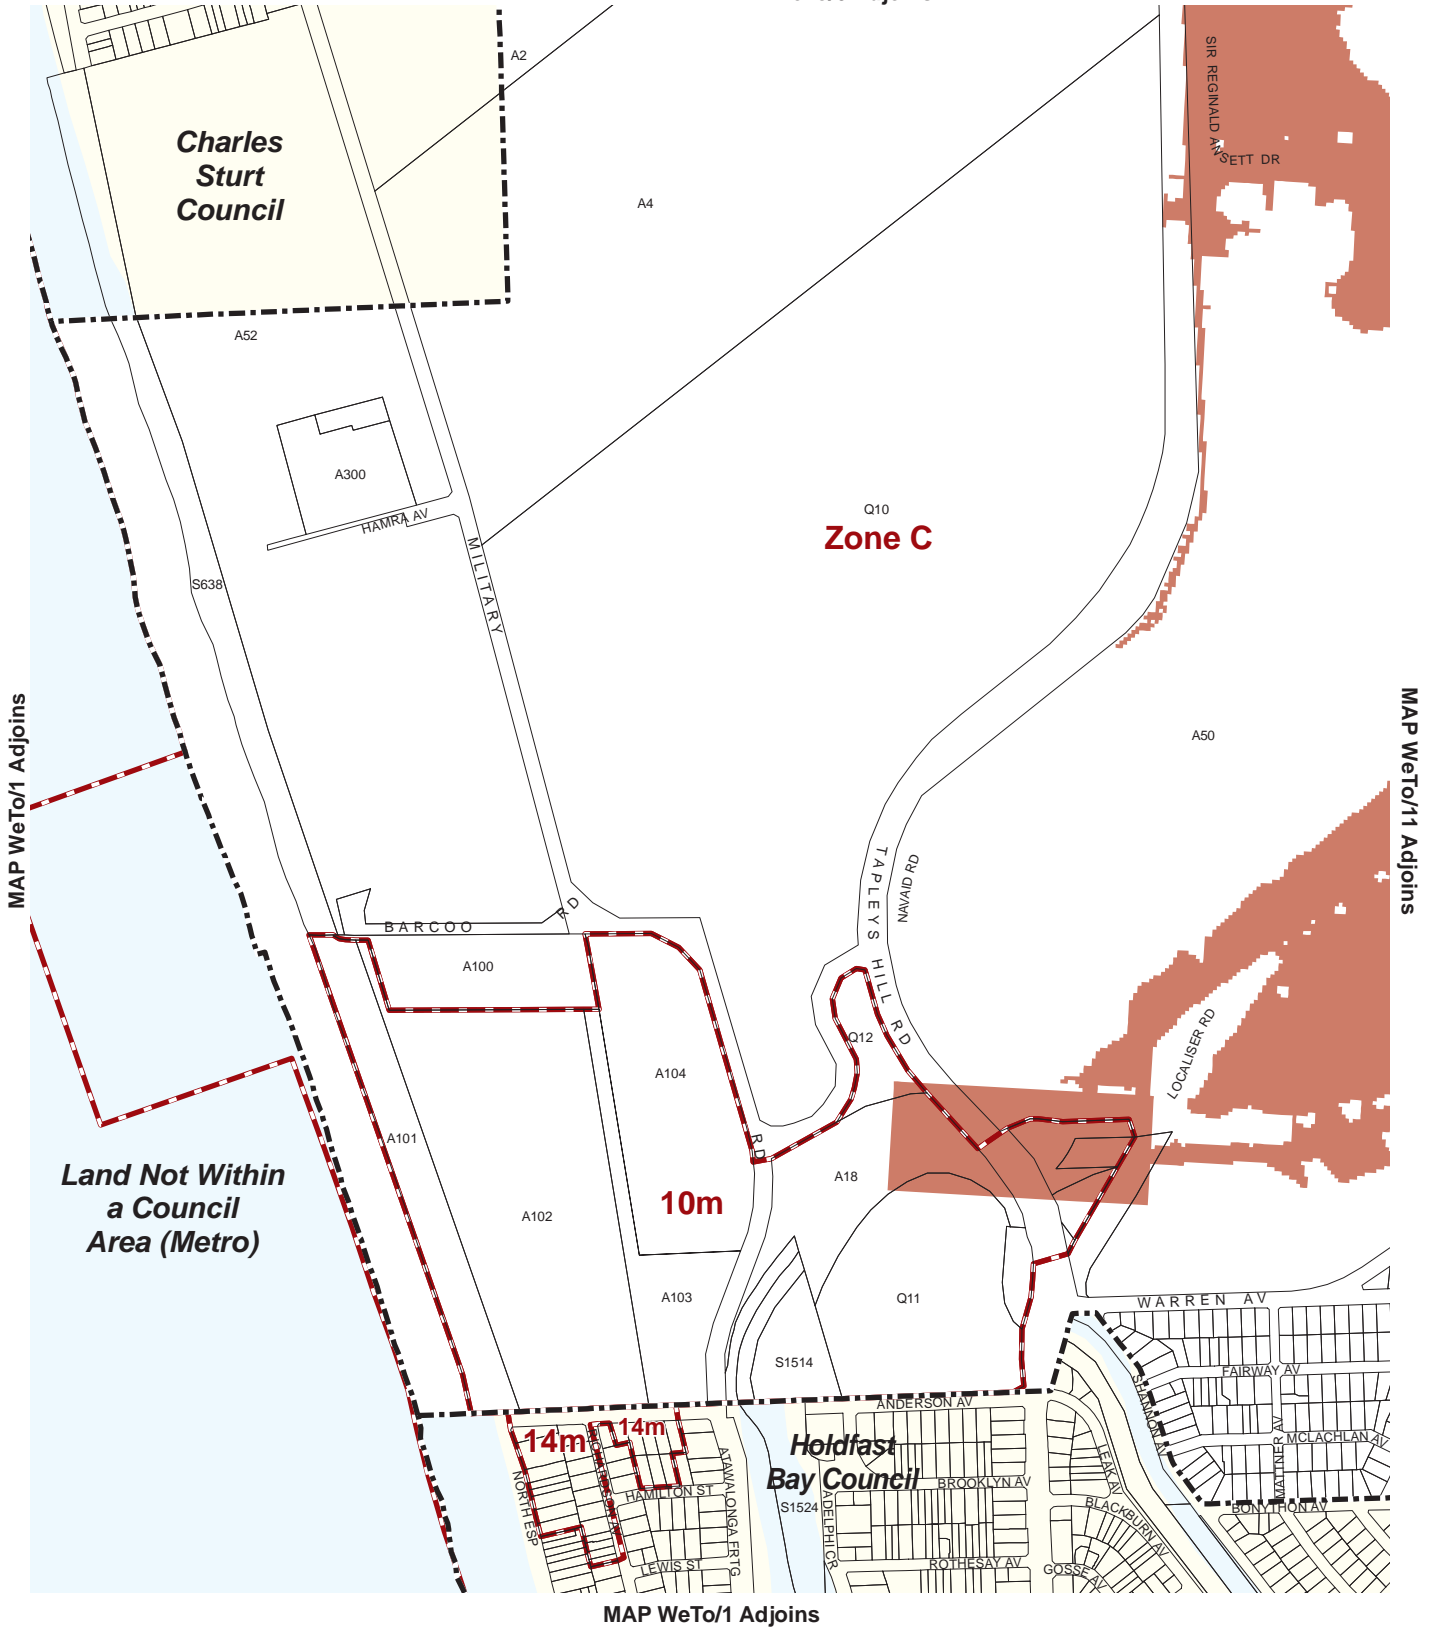 A2
SIR REGINALD ANSETT DR
Charles
Sturt
Council
A4
A52
A300
HAMRA AV
Q10
Zone C
MILITARY
S638
MAP WeTo/1 Adjoins
MAP WeTo/11 Adjoins
A50
TAPLEYS HILL RD
NAVAID RD
RD
BARCOO
A100
Q12
LOCALISER RD
A104
A101
RD
A18
Land Not Within
a Council
Area (Metro)
10m
A102
A103
Q11
WARREN AV
S1514
FAIRWAY AV
SHANNON AV
ANDERSON AV
14m
14m
RICHARDSON AV
Holdfast
Bay Council
MCLACHLAN AV
MATTNER AV
LEAK AV
ATAWALONGA FRTG
NORTH ESP
HAMILTON ST
BROOKLYN AV
S1524
ADELPHI CR
BLACKBURN AV
BONYTHON AV
LEWIS ST
ROTHESAY AV
GOSSE AV
MAP WeTo/1 Adjoins